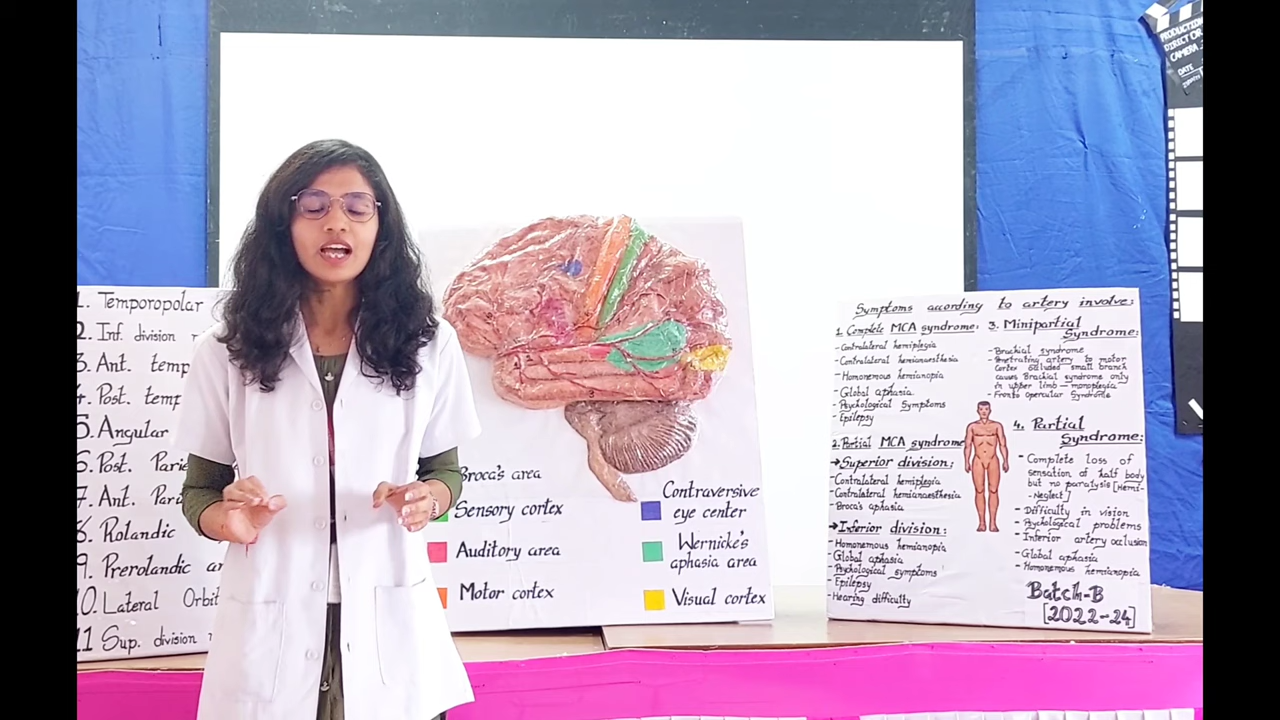 1. Temporopolar
2. Inf. division
3. Ant. temp
4. Post. temp
5. Angular
6. Post. Parie
7. Ant. Pari
8. Rolandic
9. Prerolandic ar
10. Lateral Orbit
11 Sup. division
3
Broca's area
Sensory cortex
Auditory area
Motor cortex
Contraversive
eye center
Wernicke's
aphasia area
Visual cortex
Symptoms according to artery involve:
1. Complete MCA syndrome:
- Contralateral hemiplegia
- Contralateral hemianaesthesia
- Homonemous hemianopia
- Global aphasia
- Psychological Symptoms
- Epilepsy
2. Partial MCA syndrome
→ Superior division:
- Contralateral hemiplegia
- Contralateral hemianaesthesia
- Broca's aphasia
→ Inferior division:
- Homonemous hemianopia
- Global aphasia
- Psychological symptoms
- Epilepsy
- Hearing difficulty
3. Minipartial
Syndrome:
- Brachial syndrome
- Penetrating artery to motor
cortex occluded small branch
causes Brachial syndrome only
in upper limb — monoplegia
- Fronto Opercular Syndrome
4. Partial
Syndrome:
- Complete loss of
sensation of half body
but no paralysis [Hemi-
-Neglect]
- Difficulty in vision
- Psychological problems
- Inferior artery occlusion
- Global aphasia
- Homonemous hemianopia
Batch-B
[2022-24]
PRODUCTION
DIRECTOR
CAMERA
DATE